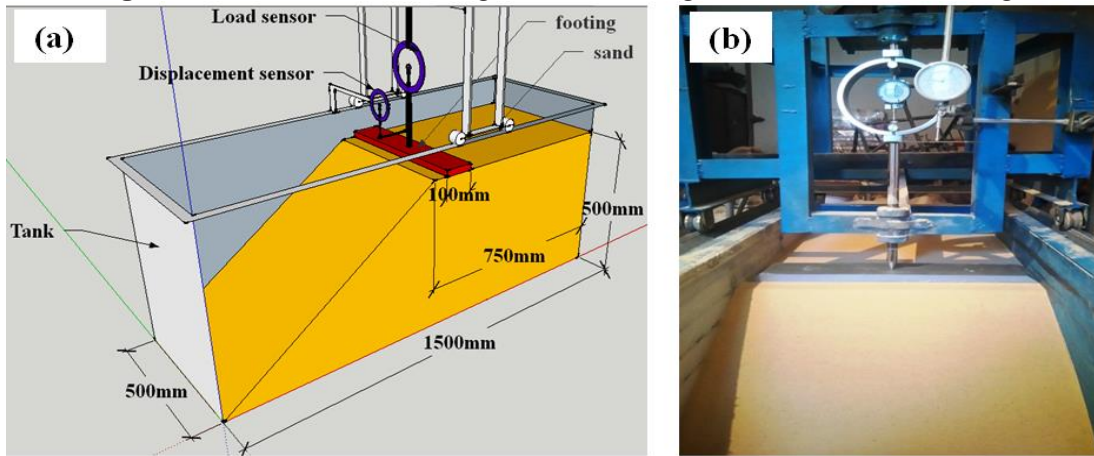 (a)
Load sensor
footing
sand
Displacement sensor
100mm
500mm
Tank
750mm
1500mm
500mm
(b)